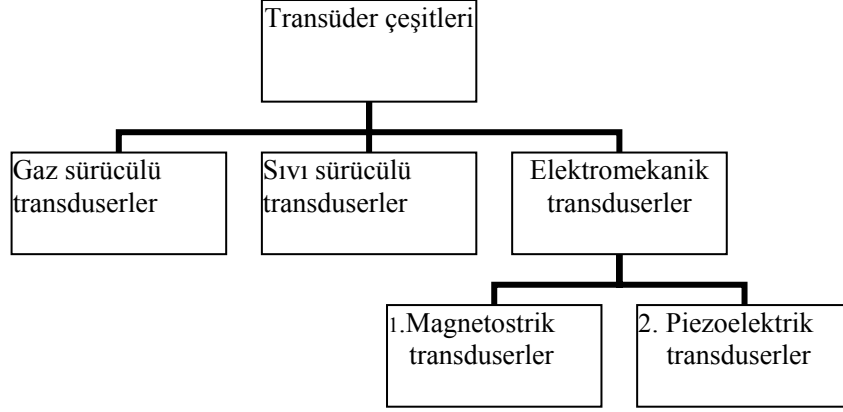 Transüder çeşitleri
Gaz sürücülü
transduserler
Sıvı sürücülü
transduserler
Elektromekanik
transduserler
1.Magnetostrik
transduserler
2. Piezoelektrik
transduserler